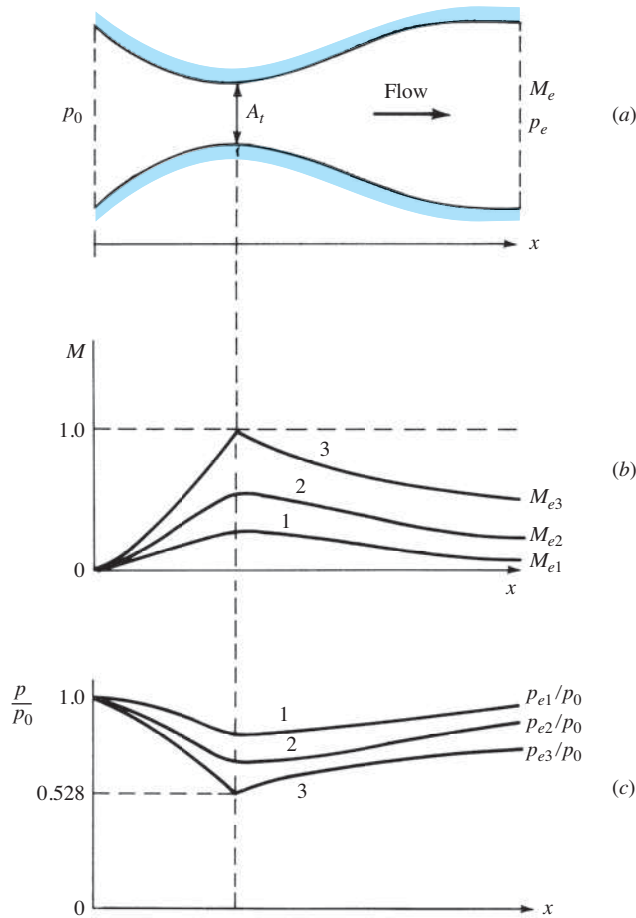 p0
At
Flow
Me
pe
(a)
x
M
1.0
3
2
1
0
Me3
Me2
Me1
x
(b)
p/p0
1.0
1
2
3
0.528
0
pe1/p0
pe2/p0
pe3/p0
x
(c)